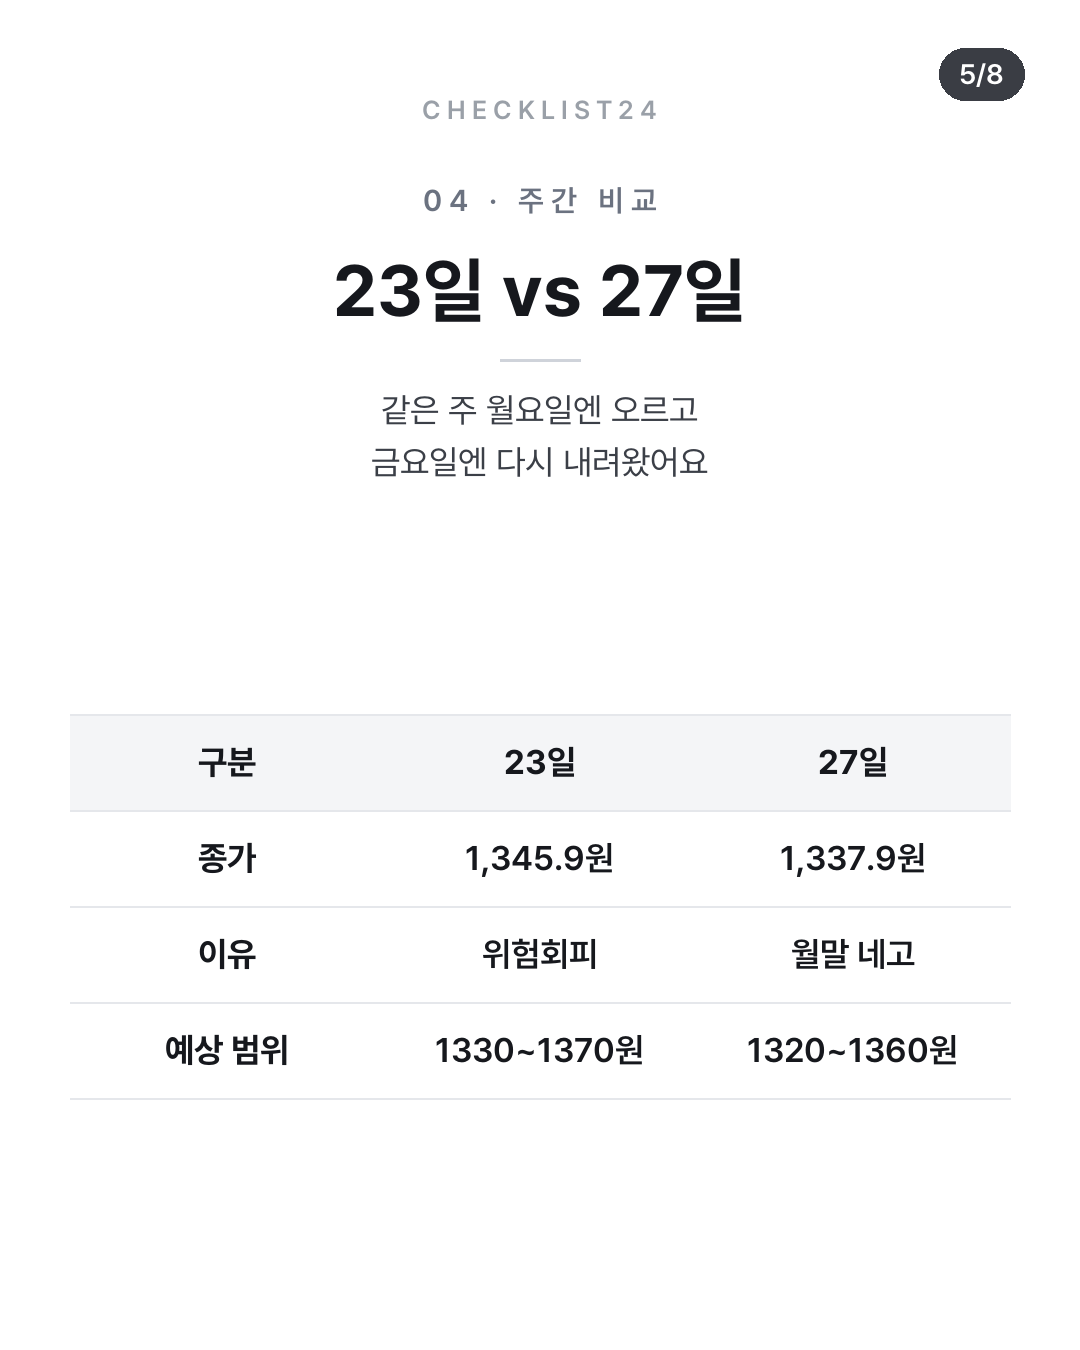 5/8
CHECKLIST24
04 · 주간 비교
23일 vs 27일
같은 주 월요일엔 오르고
금요일엔 다시 내려왔어요
구분 23일 27일
종가 1,345.9원 1,337.9원
이유 위험회피 월말 네고
예상 범위 1330~1370원 1320~1360원